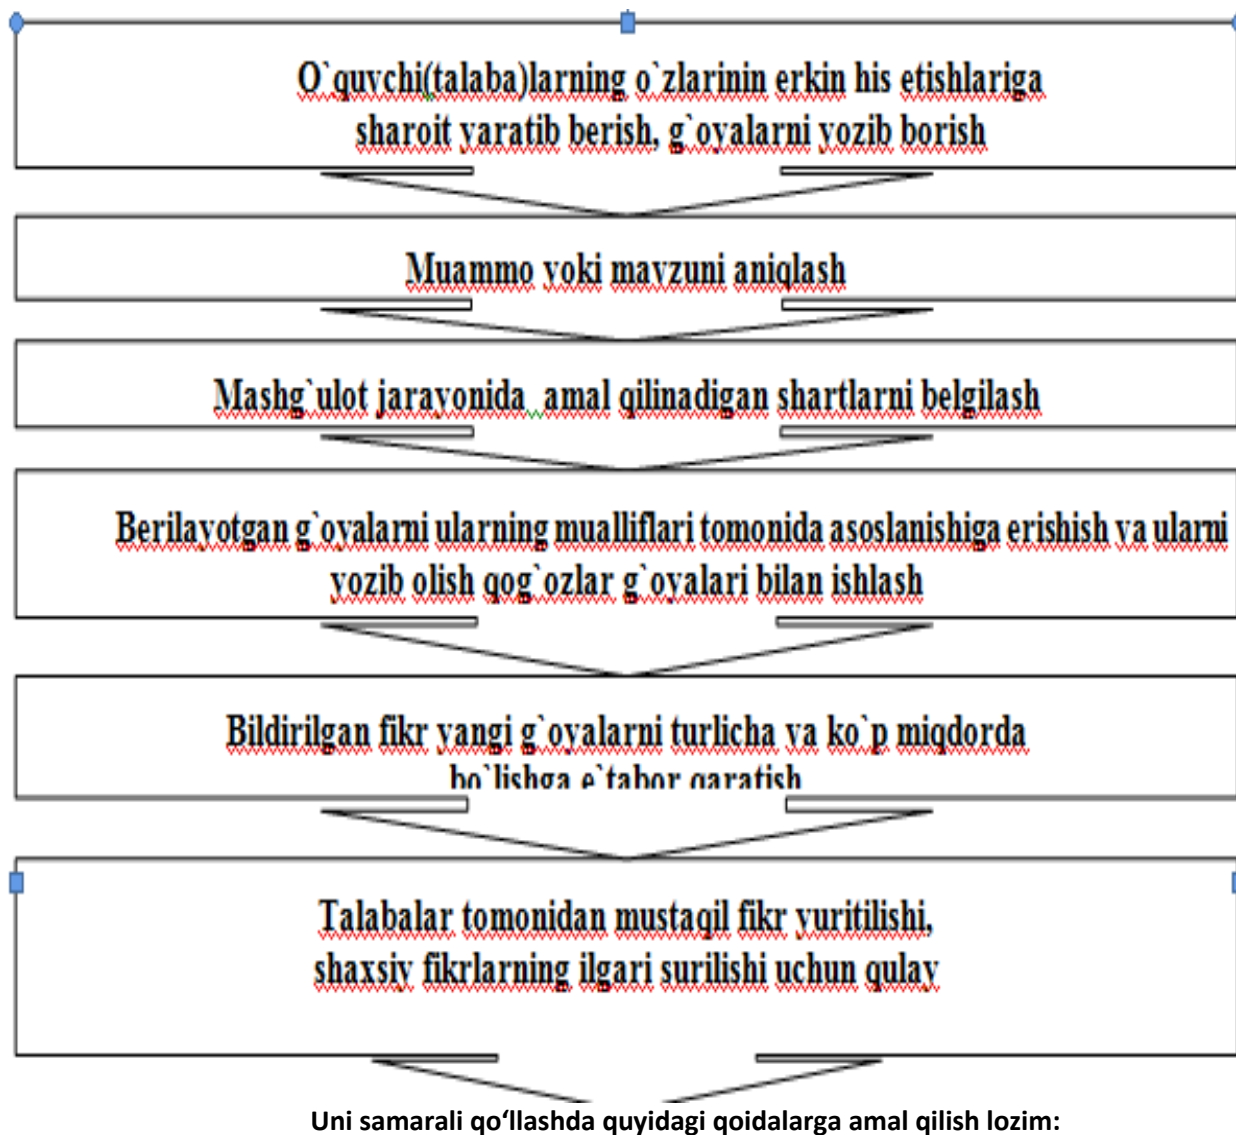 O`quvchi(talaba)larning o`zlarinin erkin his etishlariga
sharoit yaratib berish, g`oyalarni yozib borish
Muammo yoki mavzuni aniqlash
Mashg`ulot jarayonida amal qilinadigan shartlarni belgilash
Berilayotgan g`oyalarni ularning mualliflari tomonida asoslanishiga erishish va ularni
yozib olish qog`ozlar g`oyalari bilan ishlash
Bildirilgan fikr yangi g`oyalarni turlicha va ko`p miqdorda
bo`lishga e`tabor qaratish
Talabalar tomonidan mustaqil fikr yuritilishi,
shaxsiy fikrlarning ilgari surilishi uchun qulay
Uni samarali qo‘llashda quyidagi qoidalarga amal qilish lozim: